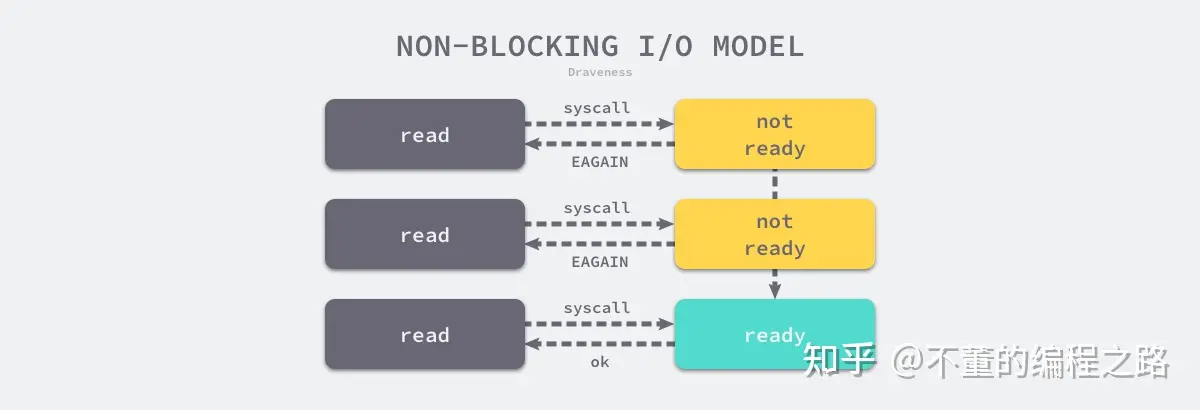 NON-BLOCKING I/O MODEL
Draveness
read
syscall
EAGAIN
not
ready
read
syscall
EAGAIN
not
ready
read
syscall
ok
ready
知乎 @不董的编程之路